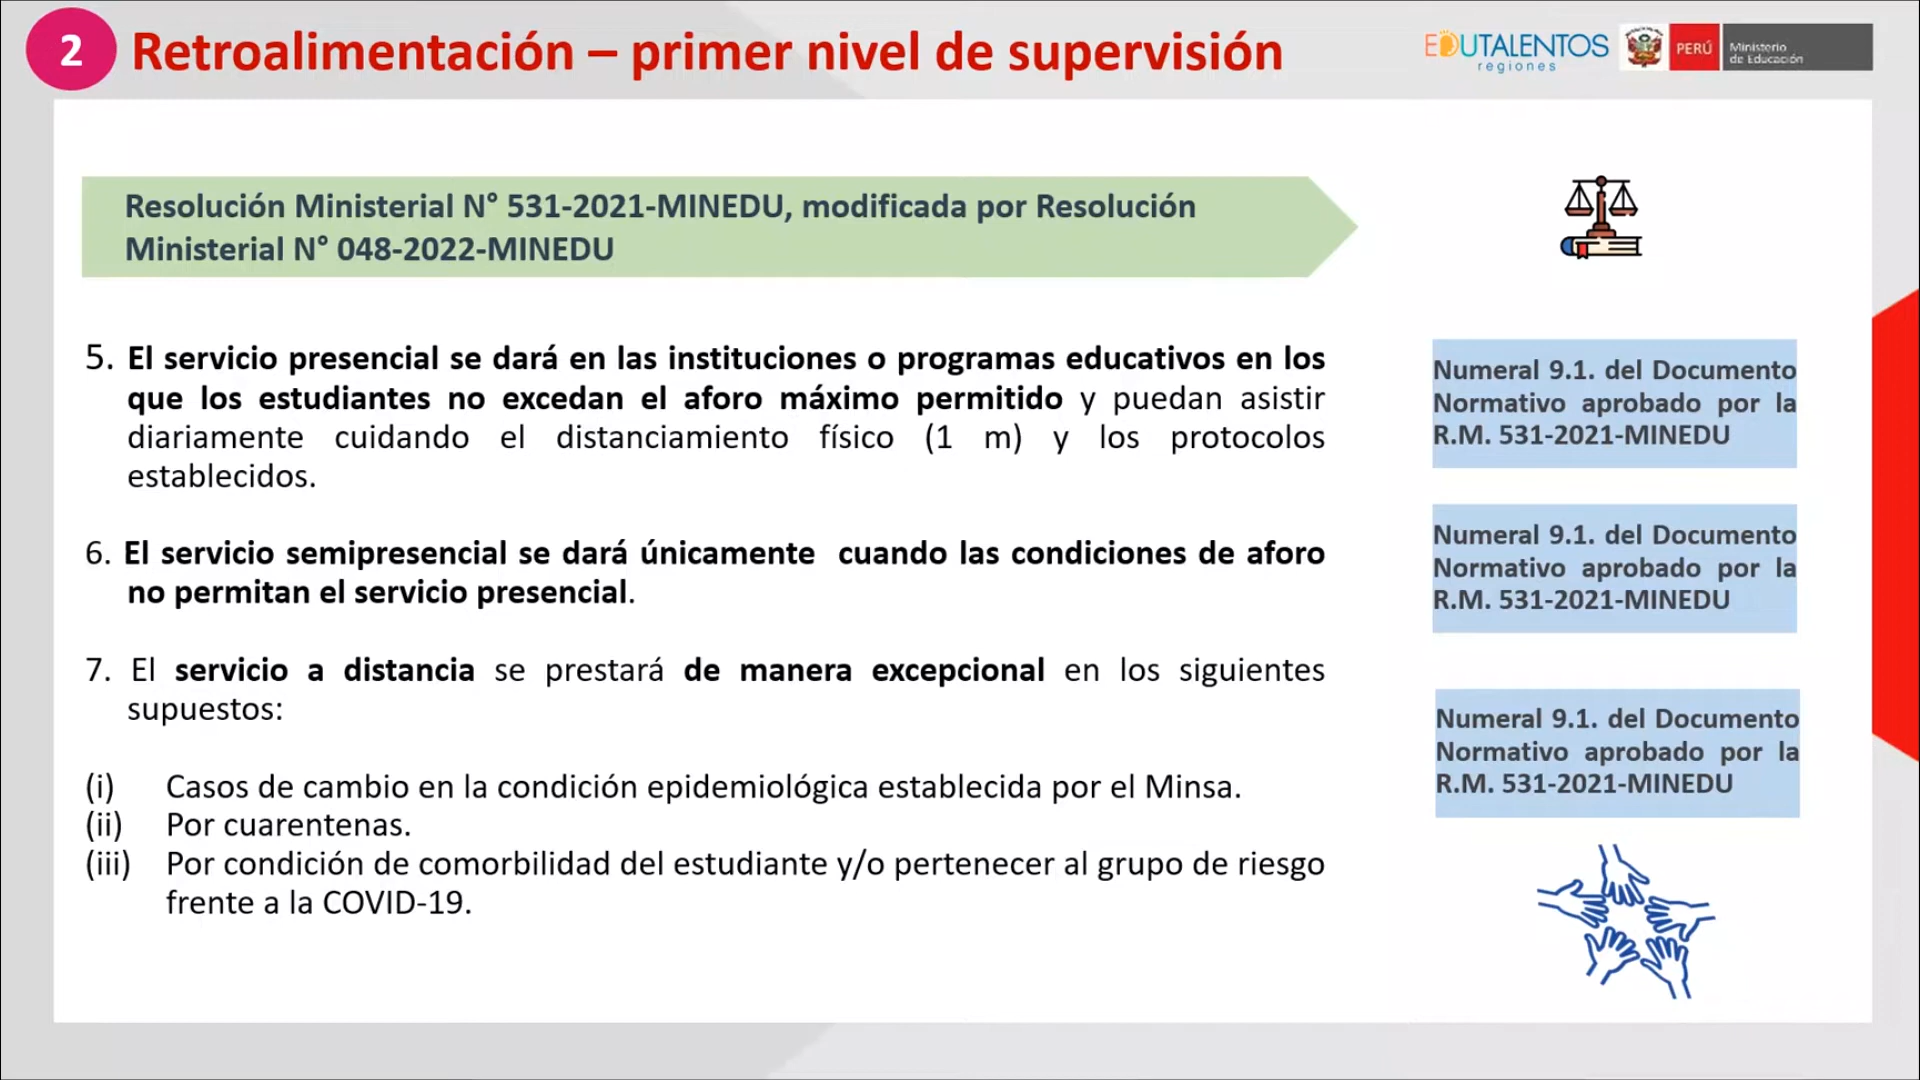 2
Retroalimentación – primer nivel de supervisión
EDUTALENTOS
regiones
PERÚ
Ministerio
de Educación
Resolución Ministerial N° 531-2021-MINEDU, modificada por Resolución
Ministerial N° 048-2022-MINEDU
5. El servicio presencial se dará en las instituciones o programas educativos en los
que los estudiantes no excedan el aforo máximo permitido y puedan asistir
diariamente cuidando el distanciamiento físico (1 m) y los protocolos
establecidos.
Numeral 9.1. del Documento
Normativo aprobado por la
R.M. 531-2021-MINEDU
6. El servicio semipresencial se dará únicamente cuando las condiciones de aforo
no permitan el servicio presencial.
Numeral 9.1. del Documento
Normativo aprobado por la
R.M. 531-2021-MINEDU
7. El servicio a distancia se prestará de manera excepcional en los siguientes
supuestos:
Numeral 9.1. del Documento
Normativo aprobado por la
R.M. 531-2021-MINEDU
(i) Casos de cambio en la condición epidemiológica establecida por el Minsa.
(ii) Por cuarentenas.
(iii) Por condición de comorbilidad del estudiante y/o pertenecer al grupo de riesgo
frente a la COVID-19.